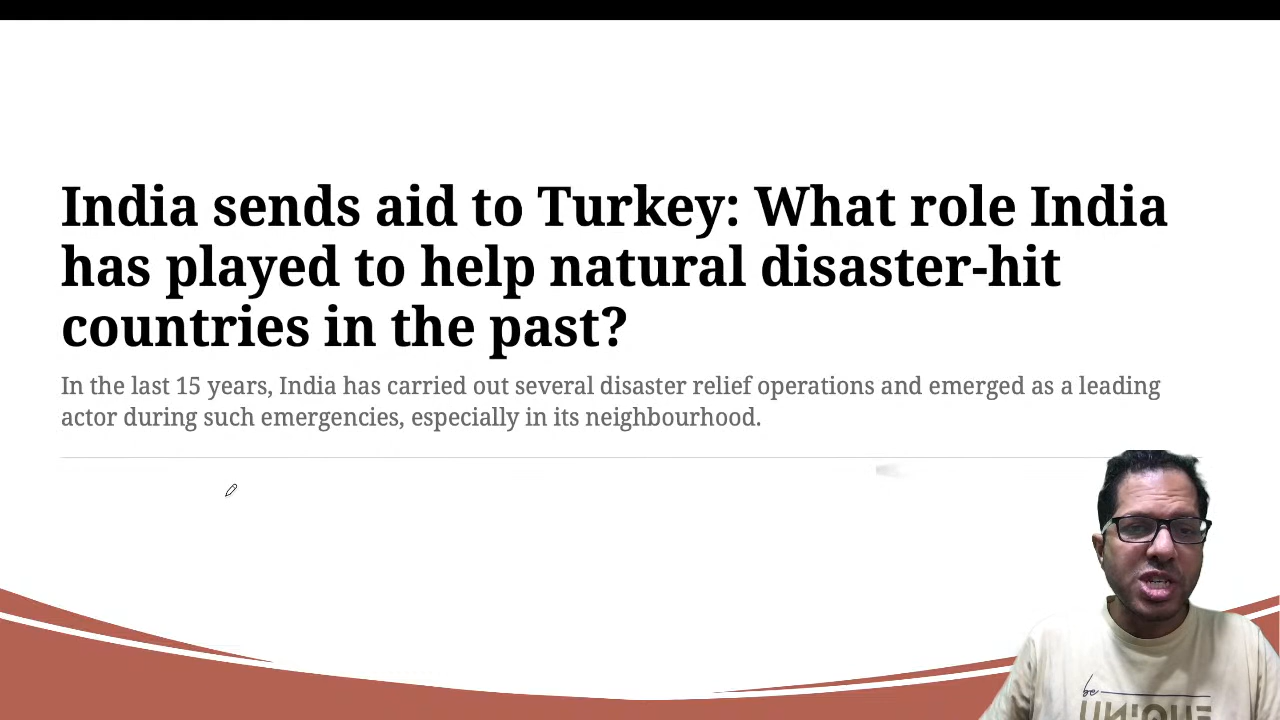 India sends aid to Turkey: What role India
has played to help natural disaster-hit
countries in the past?
In the last 15 years, India has carried out several disaster relief operations and emerged as a leading
actor during such emergencies, especially in its neighbourhood.
be
UNIQUE